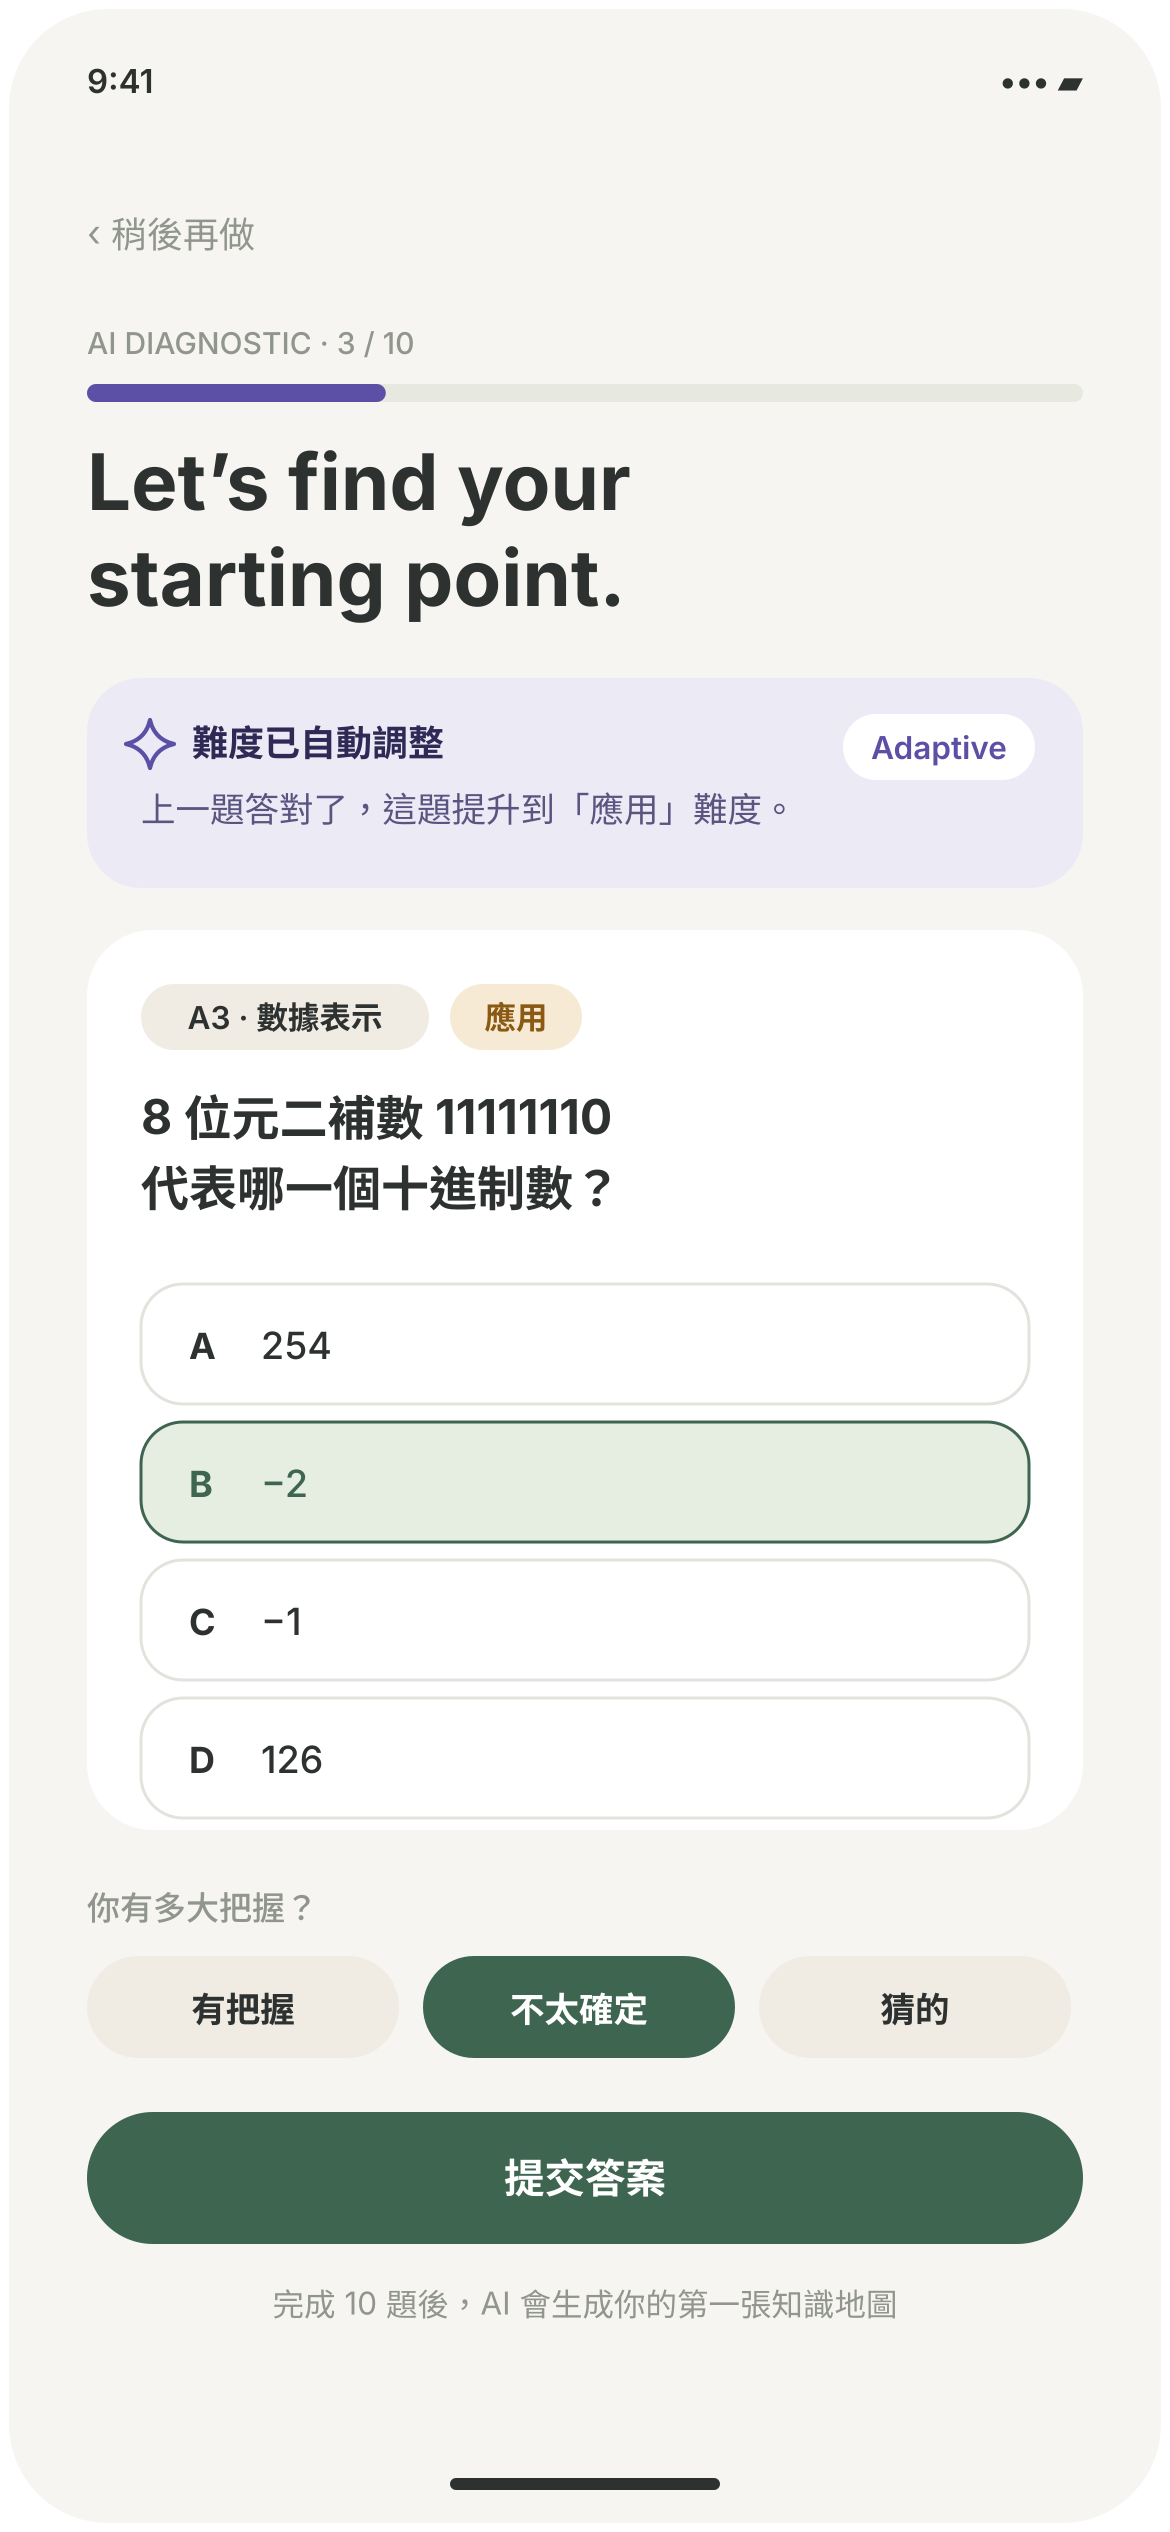 9:41
‹ 稍後再做
AI DIAGNOSTIC · 3 / 10
Let’s find your
starting point.
難度已自動調整
Adaptive
上一題答對了，這題提升到「應用」難度。
A3 · 數據表示
應用
8 位元二補數 11111110
代表哪一個十進制數？
A 254
B −2
C −1
D 126
你有多大把握？
有把握
不太確定
猜的
提交答案
完成 10 題後，AI 會生成你的第一張知識地圖